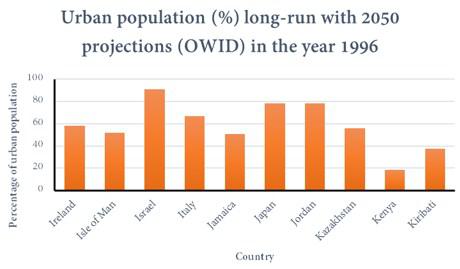 Urban population (%) long-run with 2050
projections (OWID) in the year 1996
Percentage of urban population
100
80
60
40
20
0
Ireland
Isle of Man
Israel
Italy
Jamaica
Japan
Jordan
Kazakhstan
Kenya
Kiribati
Country